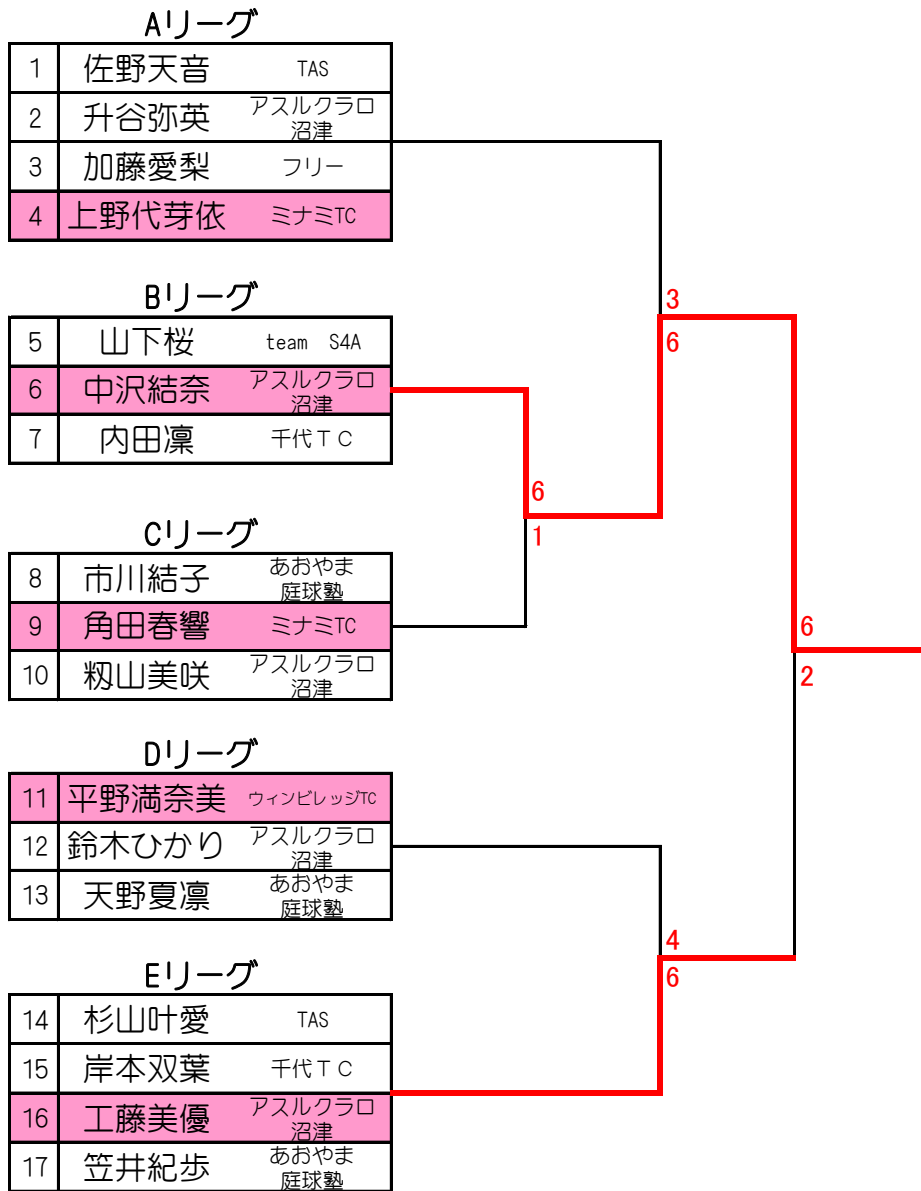 Aリーグ
1 佐野天音 TAS
2 升谷弥英 アスルクラロ
沼津
3 加藤愛梨 フリー
4 上野代芽依 ミナミTC
Bリーグ
3
5 山下桜 team S4A
6
6 中沢結奈 アスルクラロ
沼津
7 内田凜 千代TC
6
Cリーグ
1
8 市川結子 あおやま
庭球塾
9 角田春響 ミナミTC
6
10 籾山美咲 アスルクラロ
沼津
2
Dリーグ
11 平野満奈美 ウィンビレッジTC
12 鈴木ひかり アスルクラロ
沼津
13 天野夏凛 あおやま
庭球塾
4
Eリーグ
6
14 杉山叶愛 TAS
15 岸本双葉 千代TC
16 工藤美優 アスルクラロ
沼津
17 笠井紀歩 あおやま
庭球塾